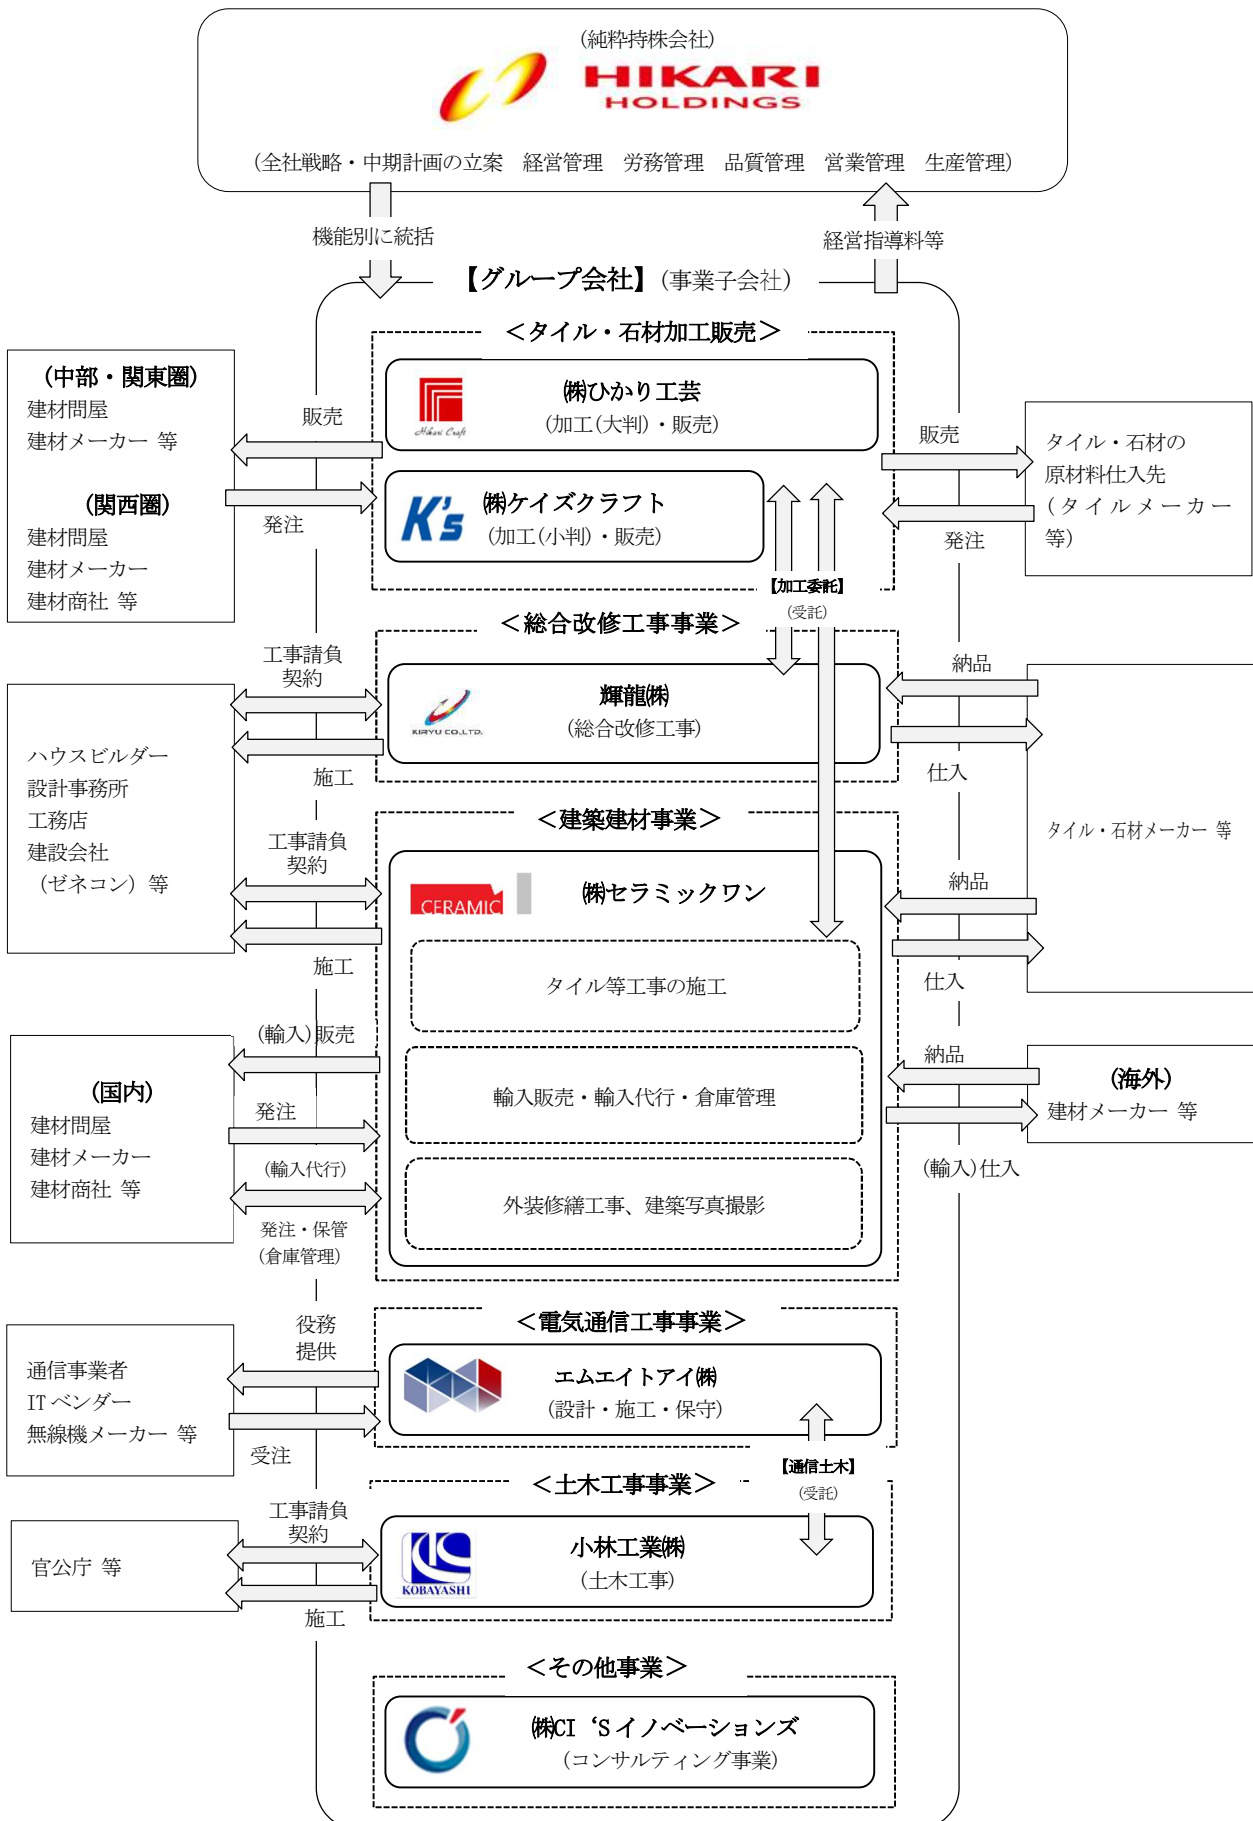 (純粋持株会社)
HIKARI
HOLDINGS
(全社戦略・中期計画の立案　経営管理　労務管理　品質管理　営業管理　生産管理)
機能別に統括
経営指導料等
【グループ会社】(事業子会社)
＜タイル・石材加工販売＞
(中部・関東圏)
建材問屋
建材メーカー 等
(関西圏)
建材問屋
建材メーカー
建材商社 等
販売
発注
Hikari Craft
㈱ひかり工芸
(加工(大判)・販売)
K's
㈱ケイズクラフト
(加工(小判)・販売)
販売
発注
タイル・石材の
原材料仕入先
(タイルメーカー
等)
【加工委託】
(受託)
＜総合改修工事事業＞
工事請負
契約
施工
KIRYU CO.,LTD.
輝龍㈱
(総合改修工事)
納品
仕入
ハウスビルダー
設計事務所
工務店
建設会社
（ゼネコン）等
タイル・石材メーカー 等
＜建築建材事業＞
工事請負
契約
施工
CERAMIC
㈱セラミックワン
タイル等工事の施工
納品
仕入
(輸入)販売
発注
(輸入代行)
発注・保管
(倉庫管理)
(国内)
建材問屋
建材メーカー
建材商社 等
輸入販売・輸入代行・倉庫管理
外装修繕工事、建築写真撮影
納品
(輸入)仕入
(海外)
建材メーカー 等
＜電気通信工事事業＞
役務
提供
受注
通信事業者
ITベンダー
無線機メーカー 等
エムエイトアイ㈱
(設計・施工・保守)
【通信土木】
(受託)
＜土木工事事業＞
工事請負
契約
施工
官公庁 等
KOBAYASHI
小林工業㈱
(土木工事)
＜その他事業＞
㈱CI‘Sイノベーションズ
(コンサルティング事業)